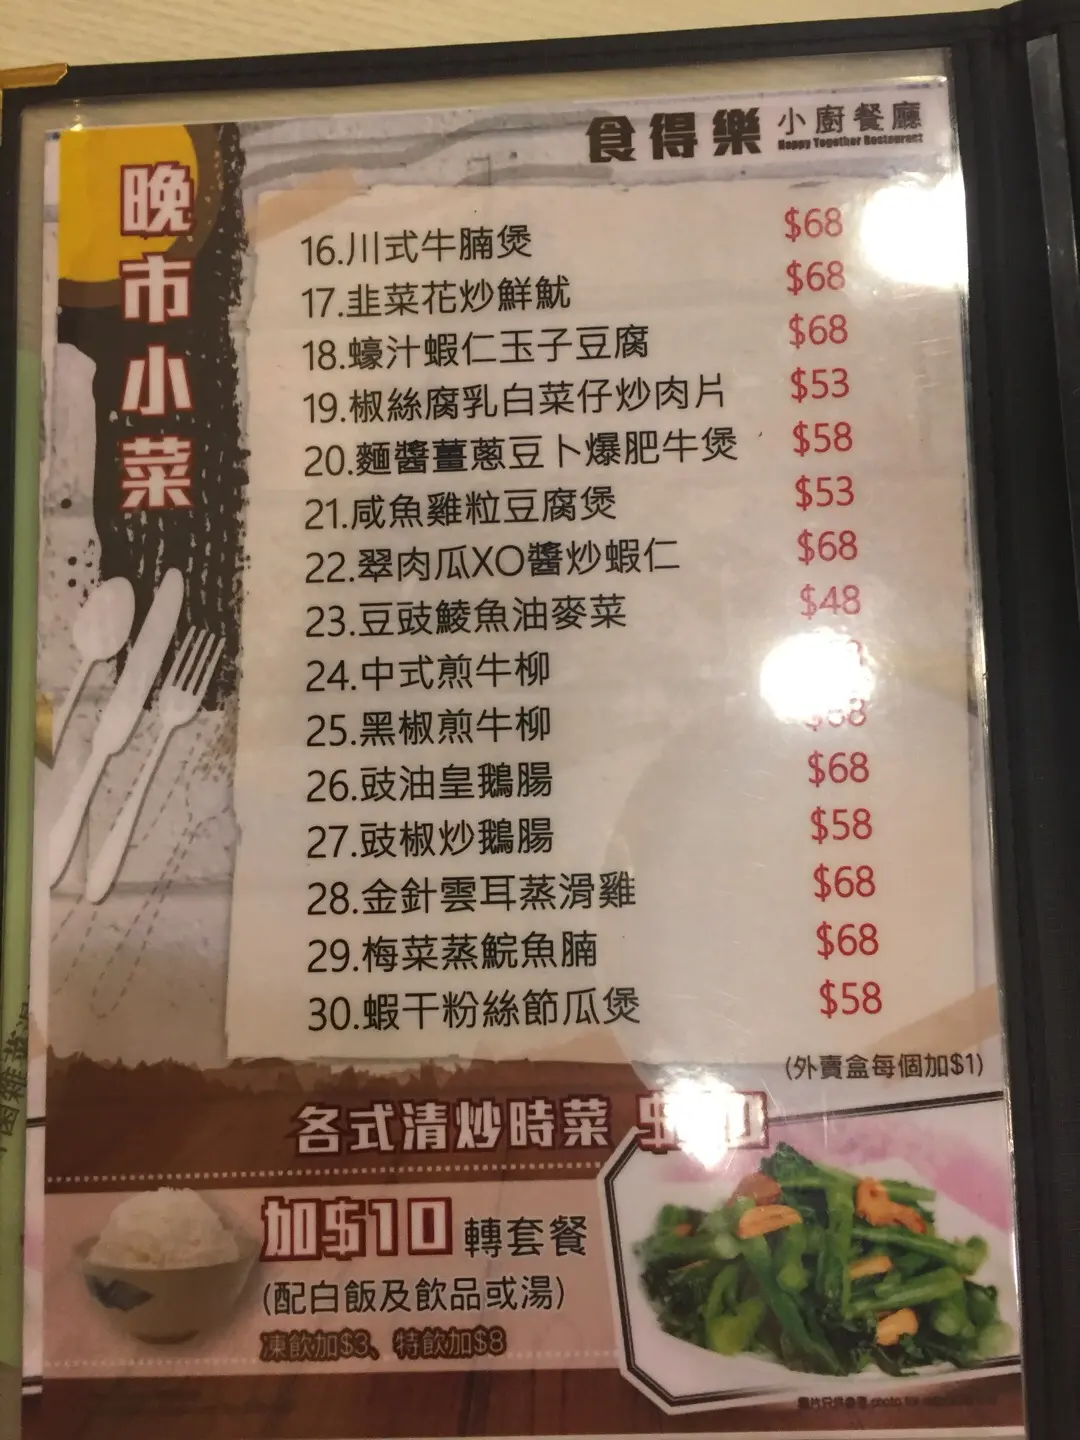 食得樂 小廚餐廳
Happy Together Restaurant
晚市小菜
16.川式牛腩煲 $68
17.韭菜花炒鮮魷 $68
18.蠔汁蝦仁玉子豆腐 $68
19.椒絲腐乳白菜仔炒肉片 $53
20.麵醬薑蔥豆卜爆肥牛煲 $58
21.咸魚雞粒豆腐煲 $53
22.翠肉瓜XO醬炒蝦仁 $68
23.豆豉鯪魚油麥菜 $48
24.中式煎牛柳
25.黑椒煎牛柳 $68
26.豉油皇鵝腸 $68
27.豉椒炒鵝腸 $58
28.金針雲耳蒸滑雞 $68
29.梅菜蒸鯇魚腩 $68
30.蝦干粉絲節瓜煲 $58
(外賣盒每個加$1)
各式清炒時菜
加$10 轉套餐
(配白飯及飲品或湯)
凍飲加$3、特飲加$8